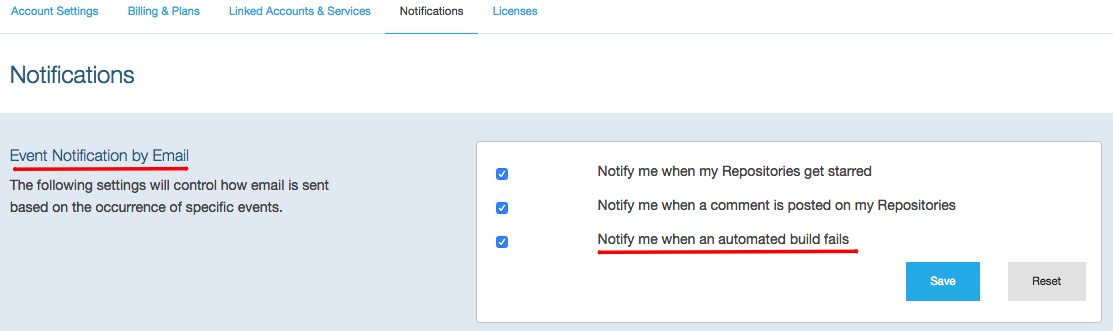 Account Settings Billing & Plans Linked Accounts & Services Notifications Licenses
Notifications
Event Notification by Email
The following settings will control how email is sent
based on the occurrence of specific events.
Notify me when my Repositories get starred
Notify me when a comment is posted on my Repositories
Notify me when an automated build fails
Save Reset